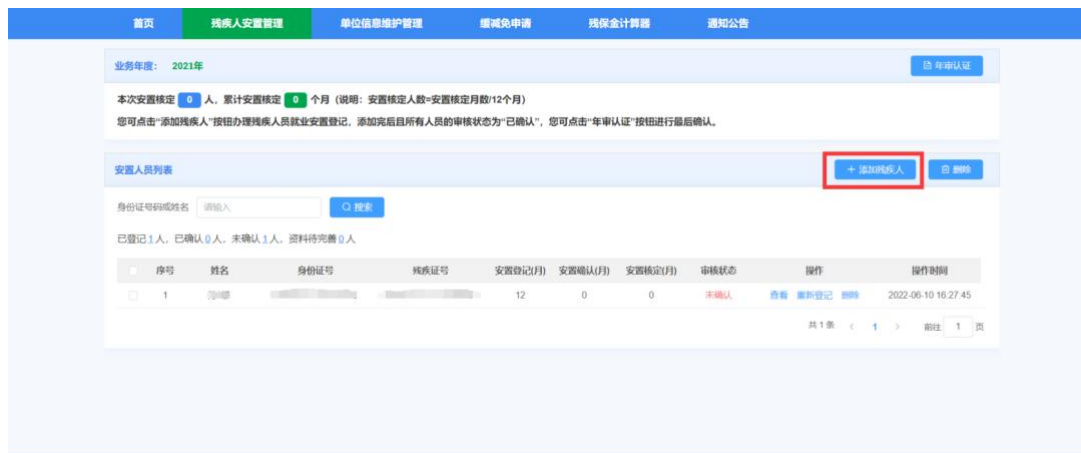 首页 残疾人安置管理 单位信息维护管理 缓减免申请 残保金计算器 通知公告
业务年度： 2021年 年审认证
本次安置核定 0 人，累计安置核定 0 个月（说明：安置核定人数=安置核定月数/12个月）
您可点击“添加残疾人”按钮办理残疾人员就业安置登记，添加完后且所有人员的审核状态为“已确认”，您可点击“年审认证”按钮进行最后确认。
安置人员列表 + 添加残疾人 删除
身份证号码或姓名 请输入 搜索
已登记1人，已确认0人，未确认1人，资料待完善0人
序号 姓名 身份证号 残疾证号 安置登记(月) 安置确认(月) 安置核定(月) 审核状态 操作 操作时间
1 12 0 0 未确认 查看 重新登记 删除 2022-06-10 16:27:45
共1条 < 1 > 前往 1 页